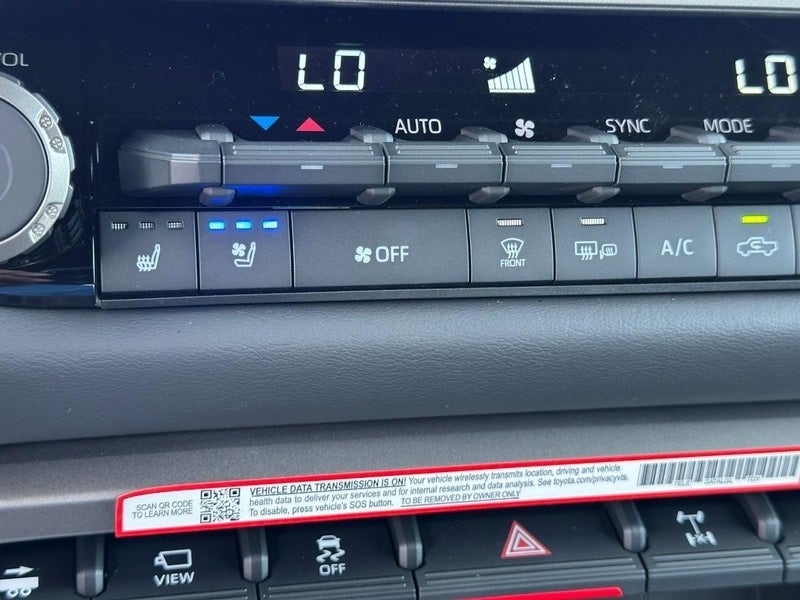 OL
LO
LO
AUTO
SYNC
MODE
OFF
FRONT
A/C
SCAN QR CODE
TO LEARN MORE
VEHICLE DATA TRANSMISSION IS ON! Your vehicle wirelessly transmits location, driving and vehicle
health data to deliver your services and for internal research and data analysis. See toyota.com/privacyvts.
To disable, press vehicle's SOS button. TO BE REMOVED BY OWNER ONLY
VIEW
OFF